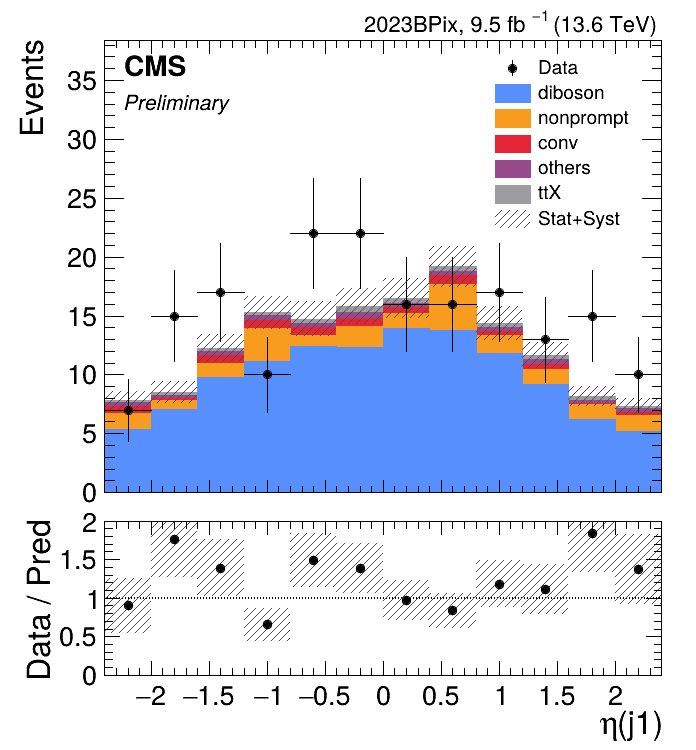 2023BPix, 9.5 fb⁻¹ (13.6 TeV)
Events
35
30
25
20
15
10
5
0
CMS
Preliminary
Data
diboson
nonprompt
conv
others
ttX
Stat+Syst
Data / Pred
2
1.5
1
0.5
0
−2
−1.5
−1
−0.5
0
0.5
1
1.5
2
η(j1)